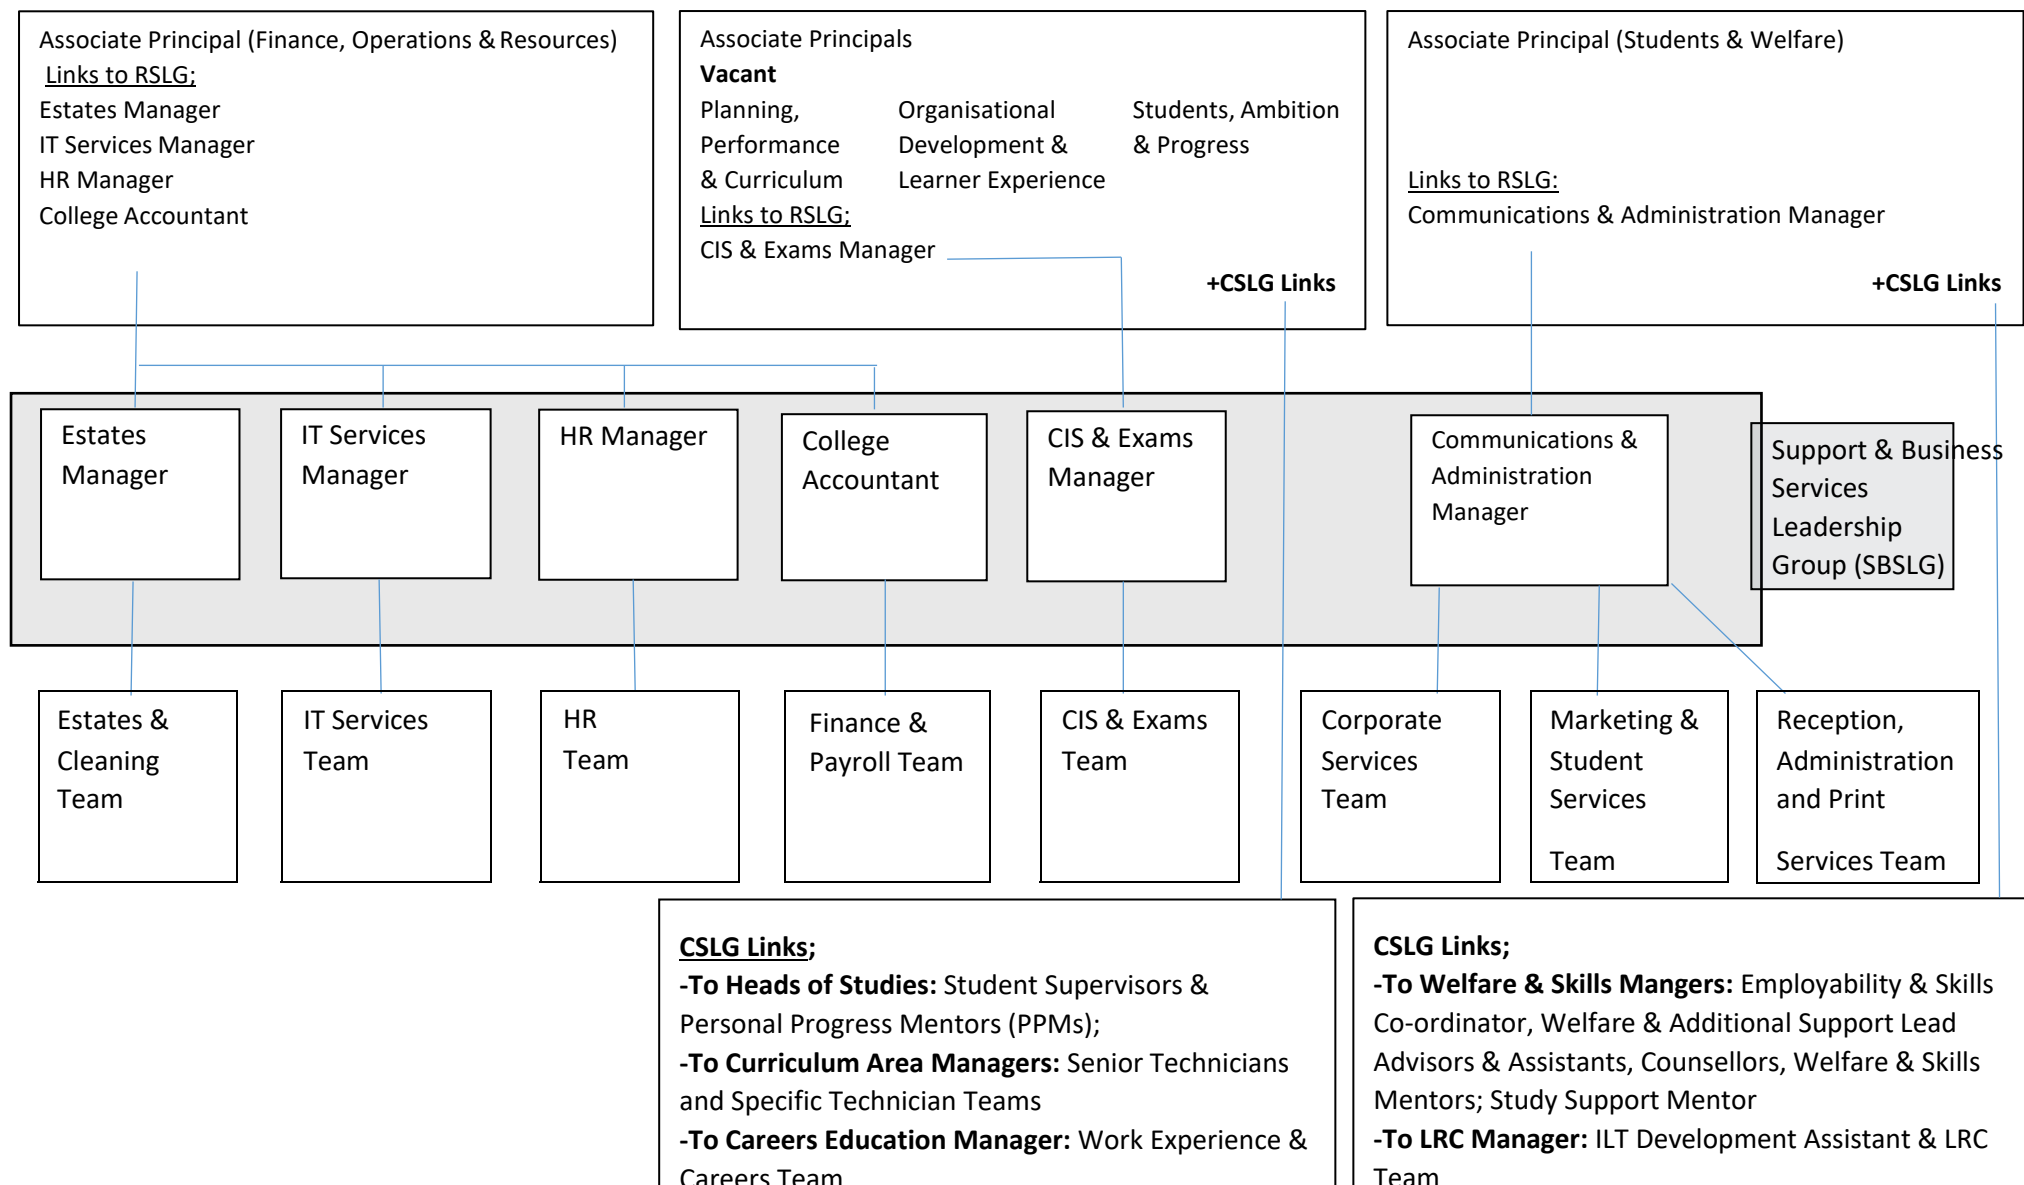 Associate Principal (Finance, Operations & Resources)
Links to RSLG;
Estates Manager
IT Services Manager
HR Manager
College Accountant
Associate Principals
Vacant
Planning,
Performance
& Curriculum
Organisational
Development &
Learner Experience
Students, Ambition
& Progress
Links to RSLG;
CIS & Exams Manager
+CSLG Links
Associate Principal (Students & Welfare)
Links to RSLG:
Communications & Administration Manager
+CSLG Links
Estates
Manager
IT Services
Manager
HR Manager
College
Accountant
CIS & Exams
Manager
Communications &
Administration
Manager
Support & Business
Services
Leadership
Group (SBSLG)
Estates &
Cleaning
Team
IT Services
Team
HR
Team
Finance &
Payroll Team
CIS & Exams
Team
Corporate
Services
Team
Marketing &
Student
Services
Team
Reception,
Administration
and Print
Services Team
CSLG Links;
-To Heads of Studies: Student Supervisors &
Personal Progress Mentors (PPMs);
-To Curriculum Area Managers: Senior Technicians
and Specific Technician Teams
-To Careers Education Manager: Work Experience &
Careers Team
CSLG Links;
-To Welfare & Skills Mangers: Employability & Skills
Co-ordinator, Welfare & Additional Support Lead
Advisors & Assistants, Counsellors, Welfare & Skills
Mentors; Study Support Mentor
-To LRC Manager: ILT Development Assistant & LRC
Team